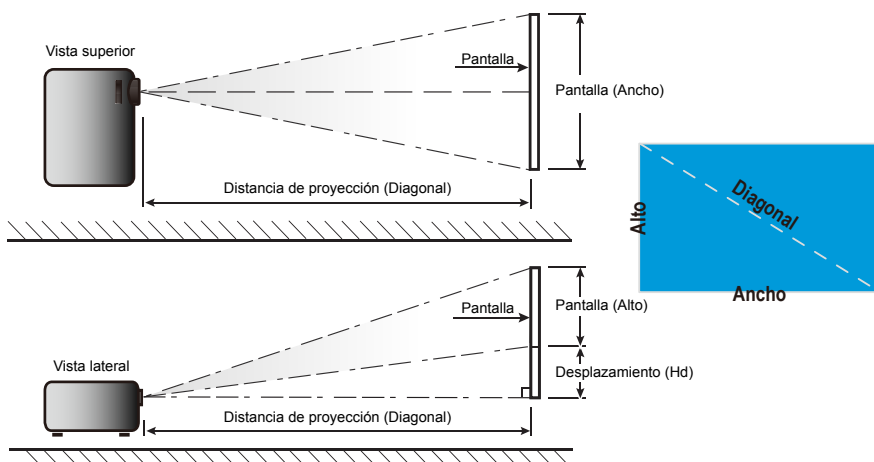 Vista superior
Pantalla
Pantalla (Ancho)
Distancia de proyección (Diagonal)
Alto
Diagonal
Ancho
Vista lateral
Pantalla
Pantalla (Alto)
Desplazamiento (Hd)
Distancia de proyección (Diagonal)